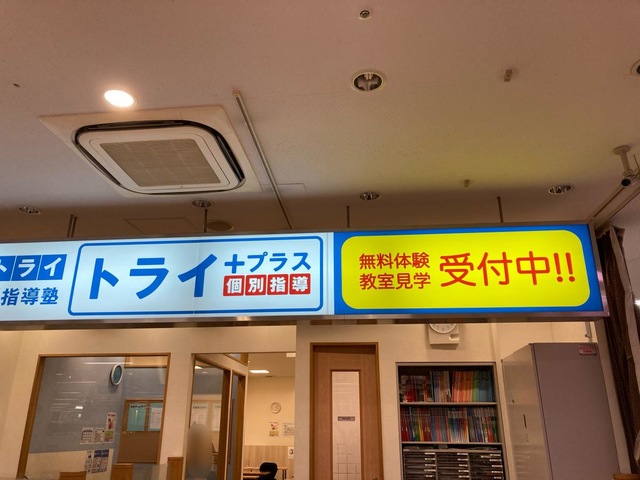 トライ
指導塾
トライ
+プラス
個別指導
無料体験
教室見学
受付中!!